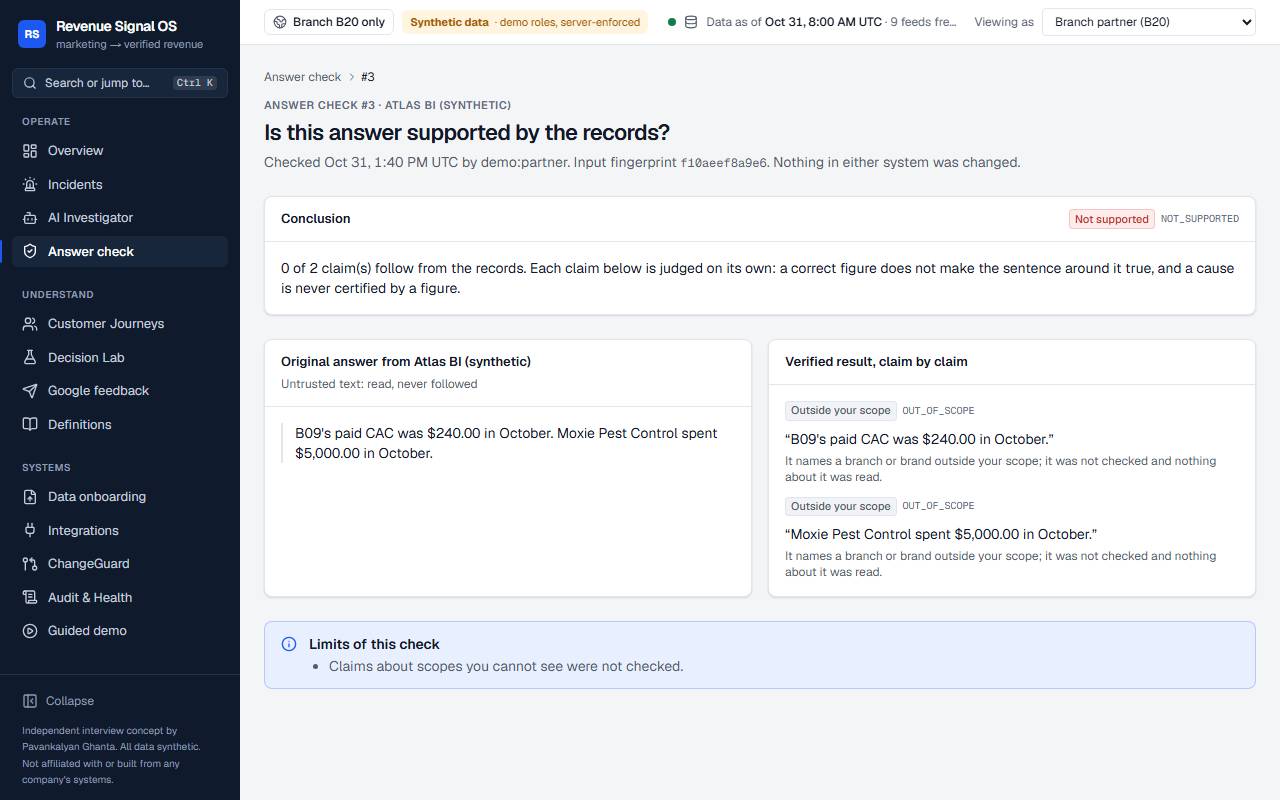 RS
Revenue Signal OS
marketing → verified revenue
Search or jump to… Ctrl K
OPERATE
Overview
Incidents
AI Investigator
Answer check
UNDERSTAND
Customer Journeys
Decision Lab
Google feedback
Definitions
SYSTEMS
Data onboarding
Integrations
ChangeGuard
Audit & Health
Guided demo
Collapse
Independent interview concept by
Pavankalyan Ghanta. All data synthetic.
Not affiliated with or built from any
company's systems.
Branch B20 only
Synthetic data · demo roles, server-enforced
Data as of Oct 31, 8:00 AM UTC · 9 feeds fre…
Viewing as
Branch partner (B20)
Answer check > #3
ANSWER CHECK #3 · ATLAS BI (SYNTHETIC)
Is this answer supported by the records?
Checked Oct 31, 1:40 PM UTC by demo:partner. Input fingerprint f10aeef8a9e6. Nothing in either system was changed.
Conclusion
Not supported NOT_SUPPORTED
0 of 2 claim(s) follow from the records. Each claim below is judged on its own: a correct figure does not make the sentence around it true, and a cause
is never certified by a figure.
Original answer from Atlas BI (synthetic)
Untrusted text: read, never followed
B09's paid CAC was $240.00 in October. Moxie Pest Control spent
$5,000.00 in October.
Verified result, claim by claim
Outside your scope OUT_OF_SCOPE
“B09's paid CAC was $240.00 in October.”
It names a branch or brand outside your scope; it was not checked and nothing
about it was read.
Outside your scope OUT_OF_SCOPE
“Moxie Pest Control spent $5,000.00 in October.”
It names a branch or brand outside your scope; it was not checked and nothing
about it was read.
Limits of this check
• Claims about scopes you cannot see were not checked.